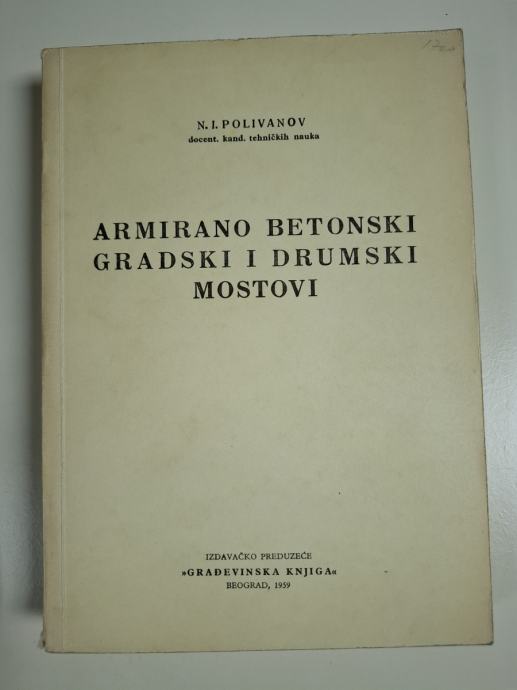 N. I. POLIVANOV
docent. kand. tehničkih nauka
ARMIRANO BETONSKI
GRADSKI I DRUMSKI
MOSTOVI
IZDAVAČKO PREDUZEĆE
»GRAĐEVINSKA KNJIGA«
BEOGRAD, 1959